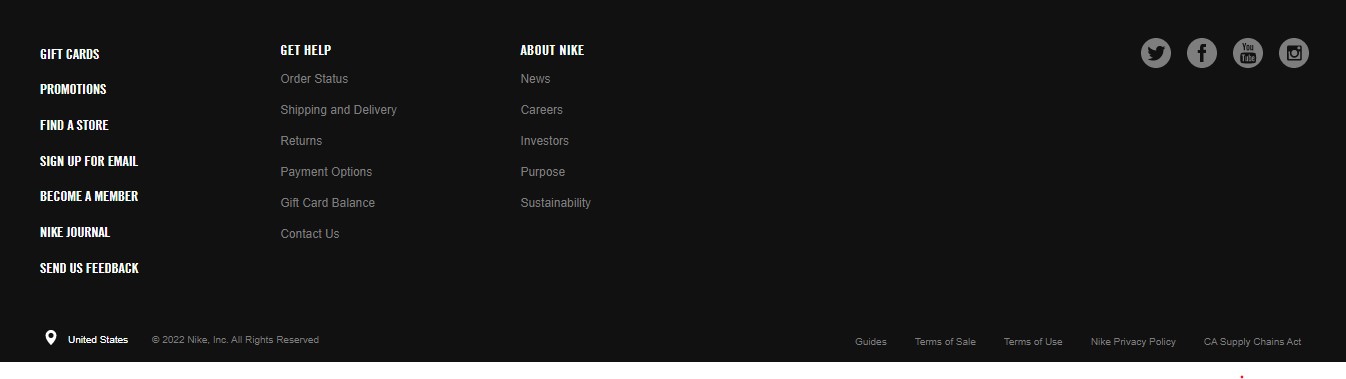 GIFT CARDS
PROMOTIONS
FIND A STORE
SIGN UP FOR EMAIL
BECOME A MEMBER
NIKE JOURNAL
SEND US FEEDBACK
GET HELP
Order Status
Shipping and Delivery
Returns
Payment Options
Gift Card Balance
Contact Us
ABOUT NIKE
News
Careers
Investors
Purpose
Sustainability
You
Tube
United States © 2022 Nike, Inc. All Rights Reserved
Guides Terms of Sale Terms of Use Nike Privacy Policy CA Supply Chains Act